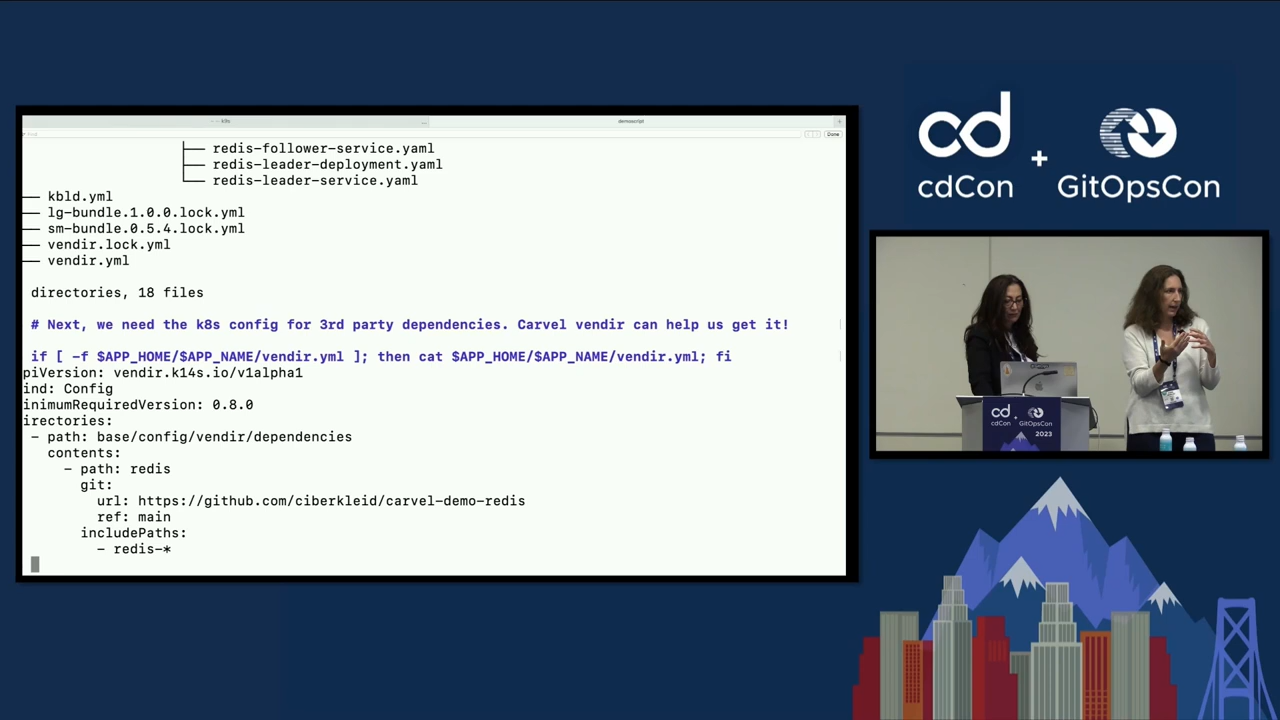 k8s
demoscript
Done
├── redis-follower-service.yaml
├── redis-leader-deployment.yaml
└── redis-leader-service.yaml
── kbld.yml
── lg-bundle.1.0.0.lock.yml
── sm-bundle.0.5.4.lock.yml
── vendir.lock.yml
── vendir.yml
directories, 18 files
# Next, we need the k8s config for 3rd party dependencies. Carvel vendir can help us get it!
if [ -f $APP_HOME/$APP_NAME/vendir.yml ]; then cat $APP_HOME/$APP_NAME/vendir.yml; fi
piVersion: vendir.k14s.io/v1alpha1
ind: Config
inimumRequiredVersion: 0.8.0
irectories:
- path: base/config/vendir/dependencies
contents:
- path: redis
git:
url: https://github.com/ciberkleid/carvel-demo-redis
ref: main
includePaths:
- redis-*
cd
cdCon + GitOpsCon
cd
cdCon + GitOpsCon
2023